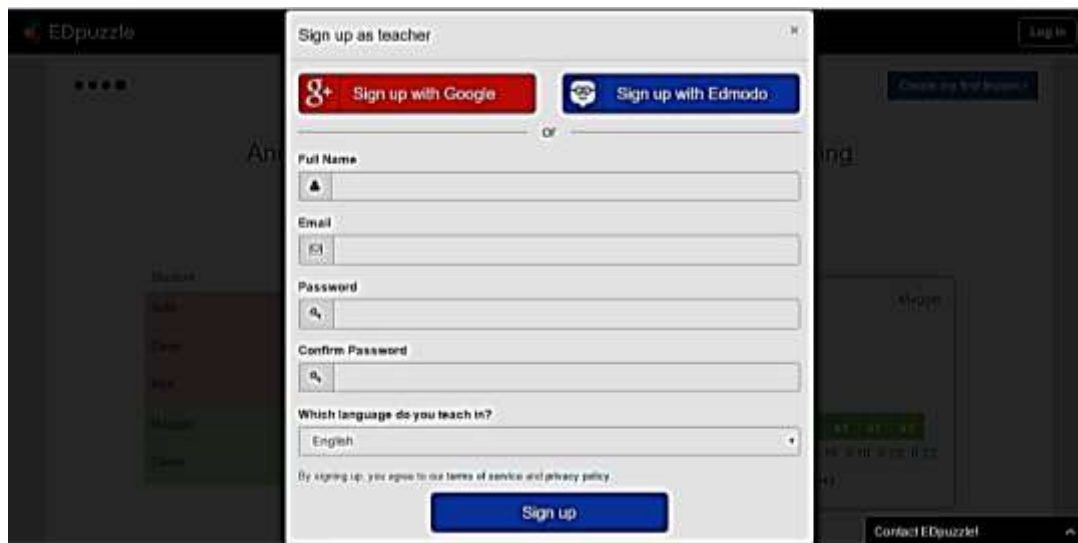 EDpuzzle
Log in
Sign up as teacher
×
g+ Sign up with Google
Sign up with Edmodo
or
Full Name
Email
Password
Confirm Password
Which language do you teach in?
English
By signing up, you agree to our terms of service and privacy policy.
Sign up
Contact EDpuzzle!